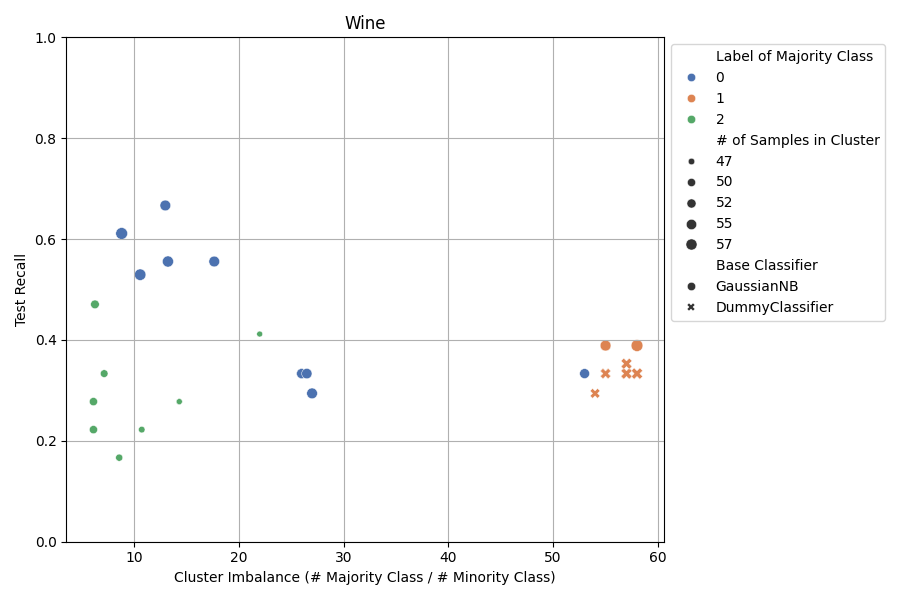 Wine
1.0
0.8
0.6
0.4
0.2
0.0
Test Recall
10
20
30
40
50
60
Cluster Imbalance (# Majority Class / # Minority Class)
Label of Majority Class
0
1
2
# of Samples in Cluster
47
50
52
55
57
Base Classifier
GaussianNB
DummyClassifier